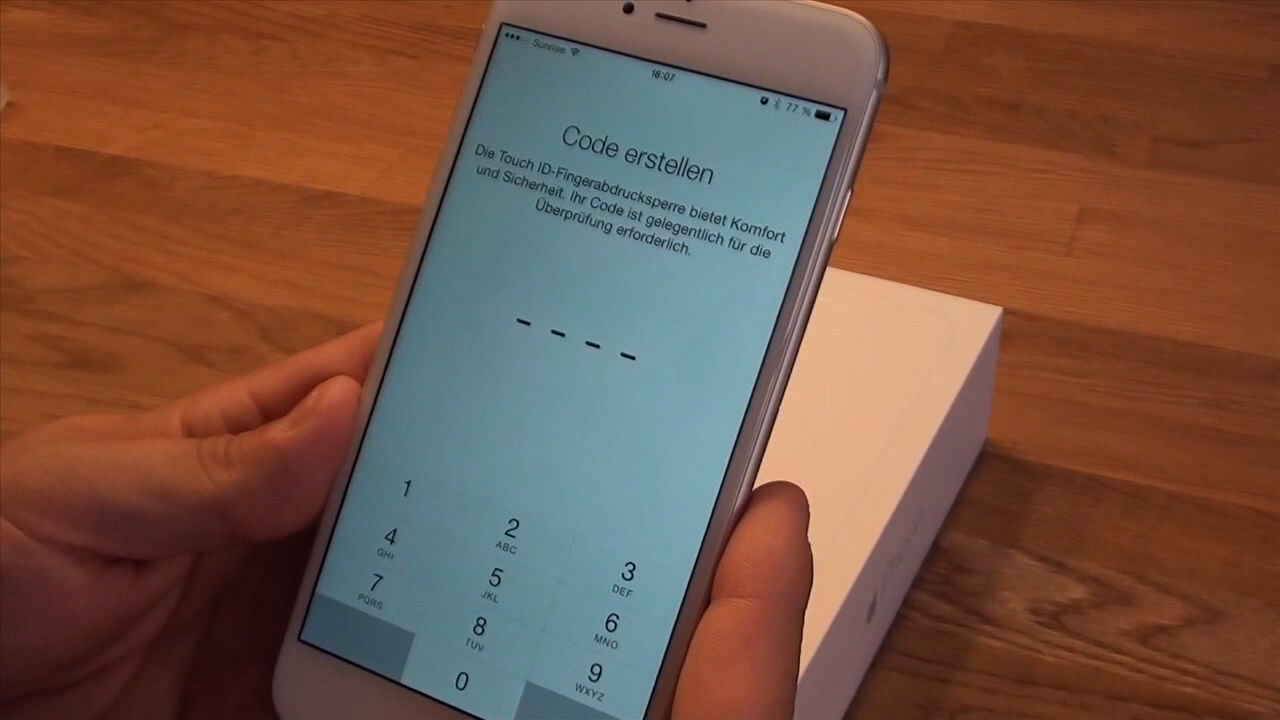 Sunrise
16:07
77 %
Code erstellen
Die Touch ID-Fingerabdrucksperre bietet Komfort
und Sicherheit. Ihr Code ist gelegentlich für die
Überprüfung erforderlich.
1
2
ABC
3
DEF
4
GHI
5
JKL
6
MNO
7
PQRS
8
TUV
9
WXYZ
0